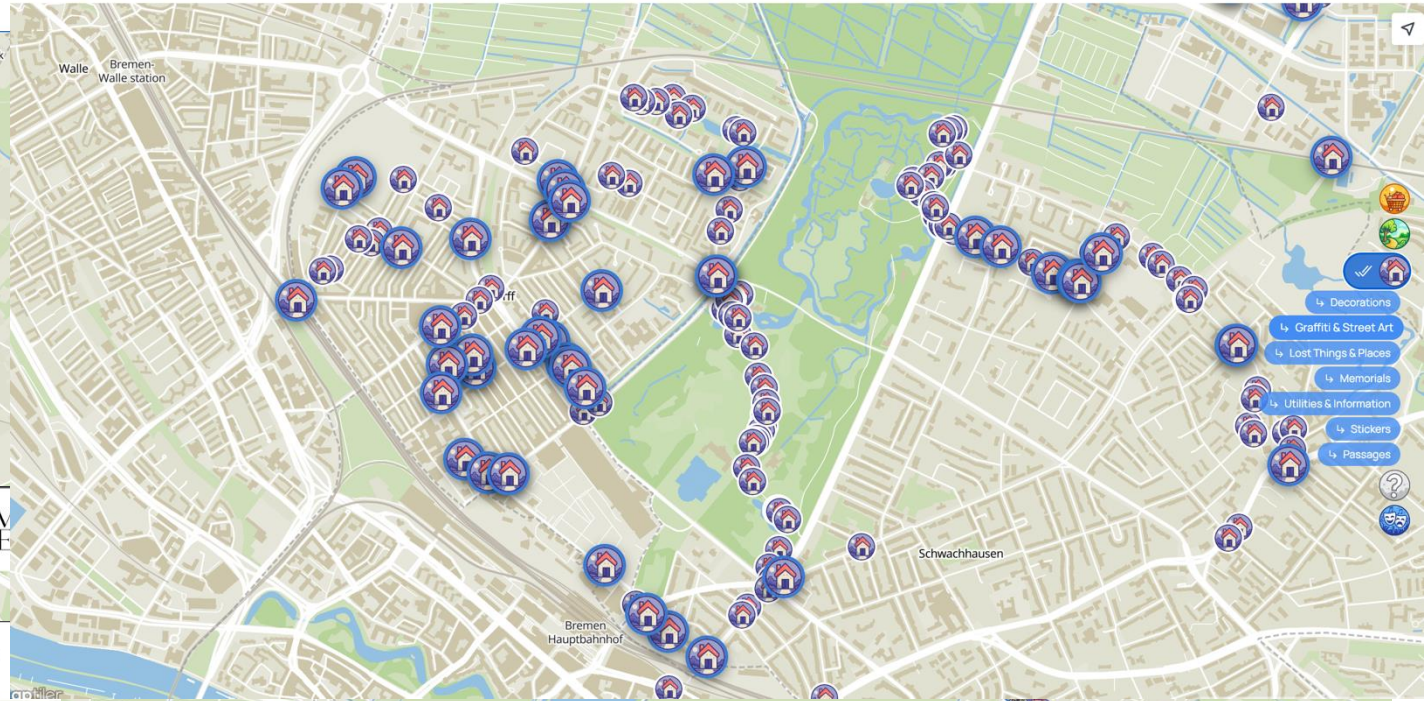 Walle
Bremen-
Walle station
Decorations
Graffiti & Street Art
Lost Things & Places
Memorials
Utilities & Information
Stickers
Passages
?
Schwachhausen
Bremen
Hauptbahnhof